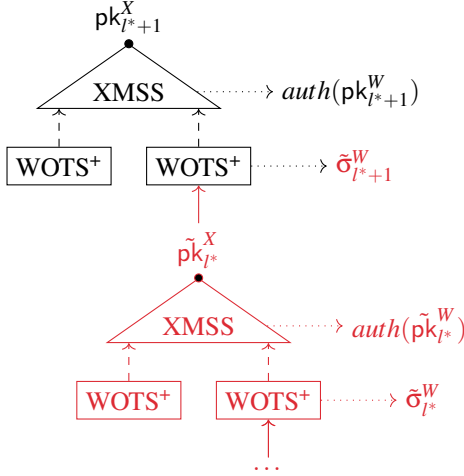 pk^X_{l*+1}
XMSS
auth(pk^W_{l*+1})
WOTS⁺ WOTS⁺
σ̃^W_{l*+1}
p̃k^X_{l*}
XMSS
auth(p̃k^W_{l*})
WOTS⁺ WOTS⁺
σ̃^W_{l*}
...